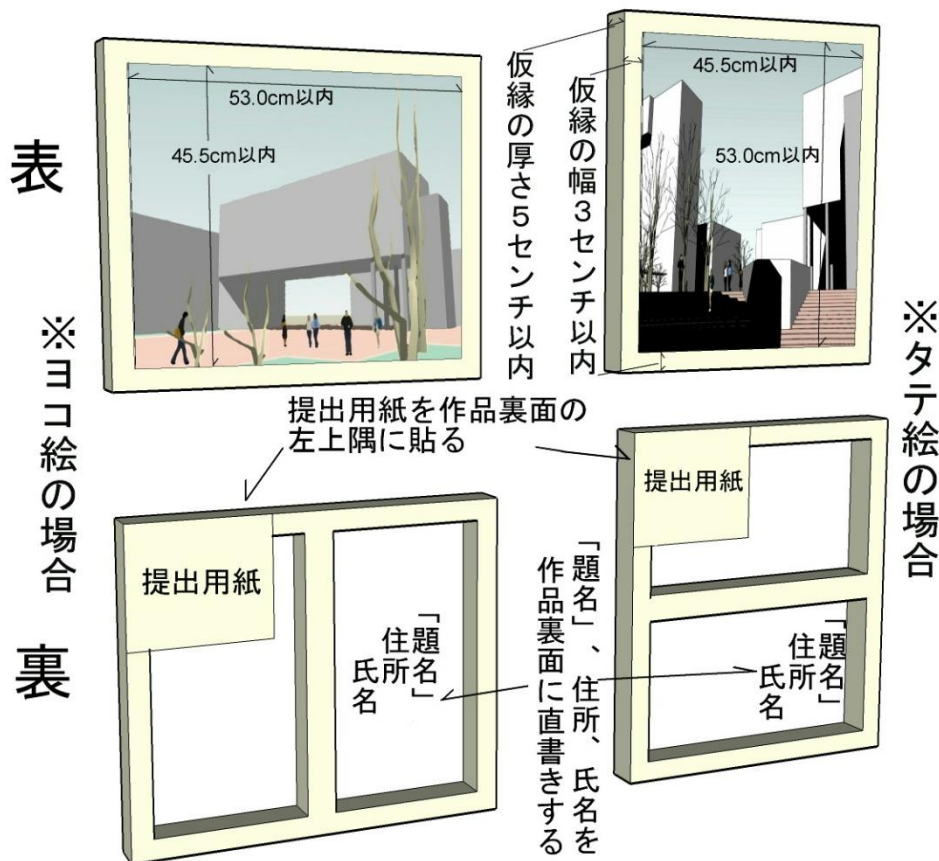 表
※ヨコ絵の場合
53.0cm以内
45.5cm以内
仮縁の厚さ5センチ以内
仮縁の幅3センチ以内
45.5cm以内
53.0cm以内
※タテ絵の場合
提出用紙を作品裏面の
左上隅に貼る
裏
提出用紙
「題名」
住所
氏名
「題名」、住所、氏名を
作品裏面に直書きする
提出用紙
「題名」
住所
氏名